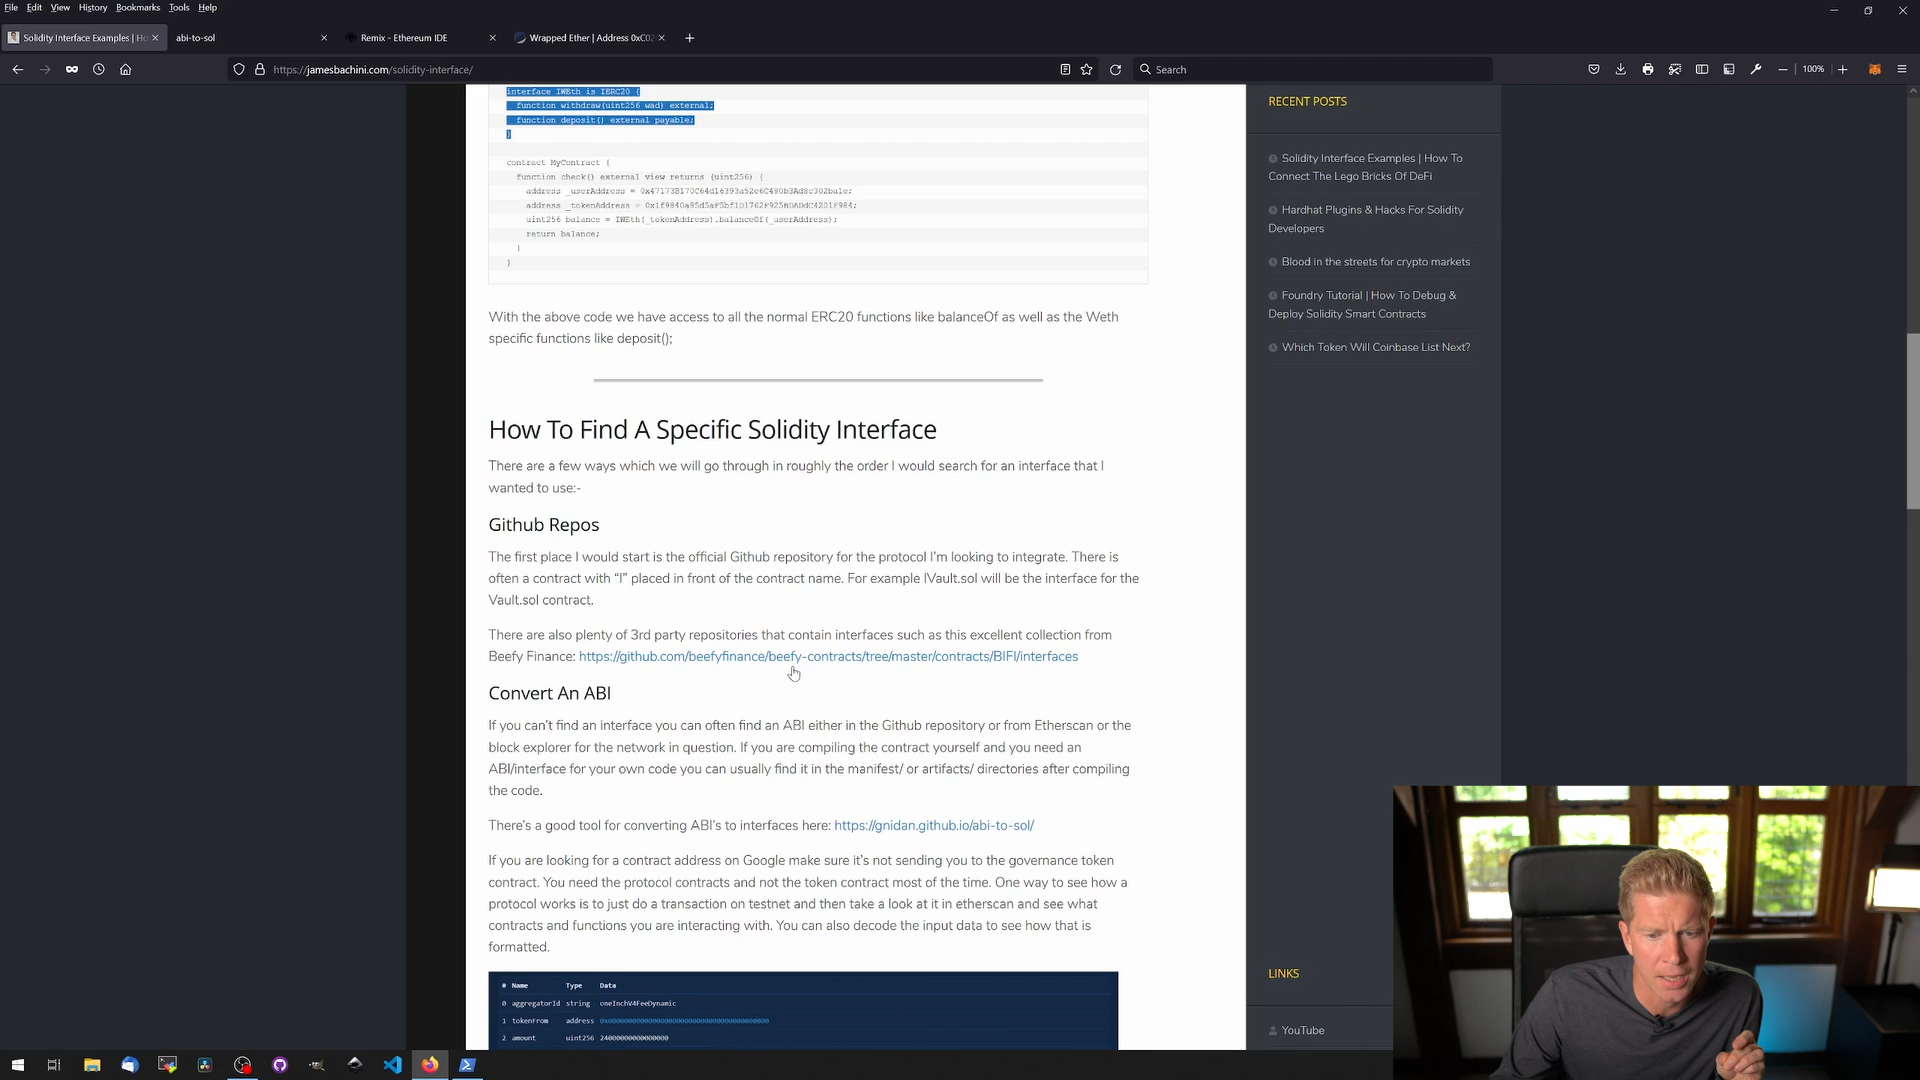 File Edit View History Bookmarks Tools Help
Solidity Interface Examples | Ho
abi-to-sol
Remix - Ethereum IDE
Wrapped Ether | Address 0xC02
https://jamesbachini.com/solidity-interface/
Search
100%
interface IWEth is IERC20 {
function withdraw(uint256 wad) external;
function deposit() external payable;
}
contract MyContract {
function check() external view returns (uint256) {
address _userAddress = 0x47173B170C64d16393a52e6C480b3Ad8c302ba1e;
address _tokenAddress = 0x1f9840a85d5aF5bf1D1762F925BDADdC4201F984;
uint256 balance = IWEth(_tokenAddress).balanceOf(_userAddress);
return balance;
}
}
With the above code we have access to all the normal ERC20 functions like balanceOf as well as the Weth
specific functions like deposit();
How To Find A Specific Solidity Interface
There are a few ways which we will go through in roughly the order I would search for an interface that I
wanted to use:-
Github Repos
The first place I would start is the official Github repository for the protocol I'm looking to integrate. There is
often a contract with “I” placed in front of the contract name. For example IVault.sol will be the interface for the
Vault.sol contract.
There are also plenty of 3rd party repositories that contain interfaces such as this excellent collection from
Beefy Finance: https://github.com/beefyfinance/beefy-contracts/tree/master/contracts/BIFI/interfaces
Convert An ABI
If you can't find an interface you can often find an ABI either in the Github repository or from Etherscan or the
block explorer for the network in question. If you are compiling the contract yourself and you need an
ABI/interface for your own code you can usually find it in the manifest/ or artifacts/ directories after compiling
the code.
There's a good tool for converting ABI's to interfaces here: https://gnidan.github.io/abi-to-sol/
If you are looking for a contract address on Google make sure it's not sending you to the governance token
contract. You need the protocol contracts and not the token contract most of the time. One way to see how a
protocol works is to just do a transaction on testnet and then take a look at it in etherscan and see what
contracts and functions you are interacting with. You can also decode the input data to see how that is
formatted.
# Name Type Data
0 aggregatorId string oneInchV4FeeDynamic
1 tokenFrom address 0x0000000000000000000000000000000000000000
2 amount uint256 24000000000000000
RECENT POSTS
Solidity Interface Examples | How To
Connect The Lego Bricks Of DeFi
Hardhat Plugins & Hacks For Solidity
Developers
Blood in the streets for crypto markets
Foundry Tutorial | How To Debug &
Deploy Solidity Smart Contracts
Which Token Will Coinbase List Next?
LINKS
YouTube